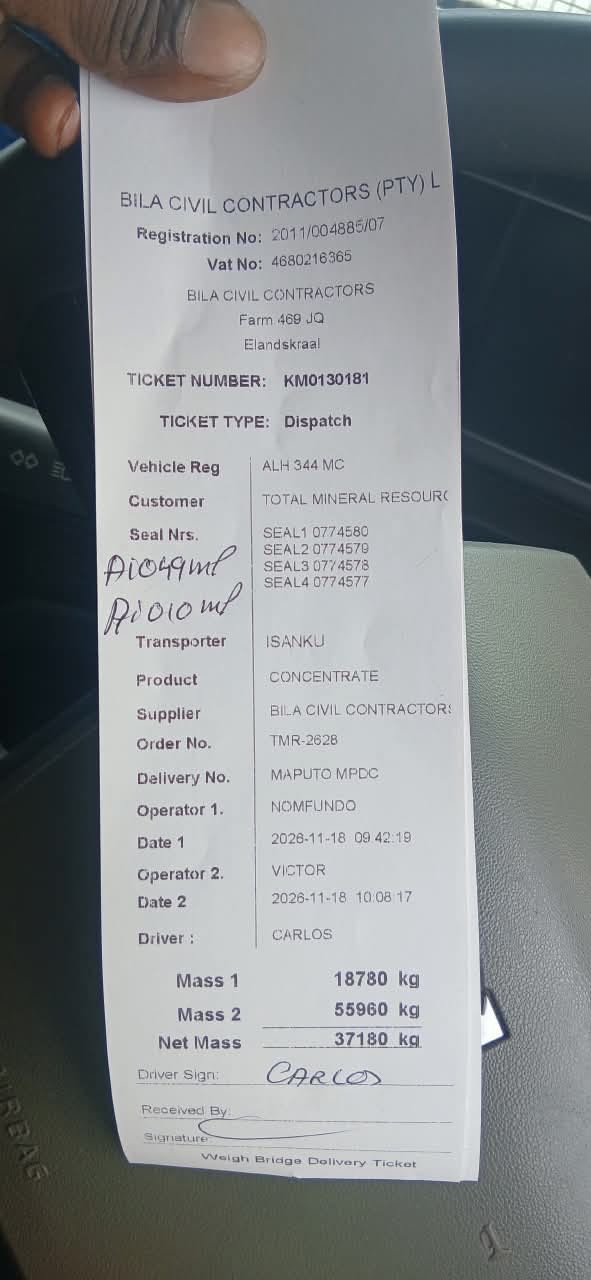 BILA CIVIL CONTRACTORS (PTY) L
Registration No: 2011/004885/07
Vat No: 4680216365
BILA CIVIL CONTRACTORS
Farm 469 JQ
Elandskraal
TICKET NUMBER: KM0130181
TICKET TYPE: Dispatch
Vehicle Reg ALH 344 MC
Customer TOTAL MINERAL RESOURC
Seal Nrs. SEAL1 0774580
SEAL2 0774579
SEAL3 0774578
SEAL4 0774577
Ai049mp
Ai010mp
Transporter ISANKU
Product CONCENTRATE
Supplier BILA CIVIL CONTRACTORS
Order No. TMR-2628
Delivery No. MAPUTO MPDC
Operator 1. NOMFUNDO
Date 1 2026-11-18 09:42:19
Operator 2. VICTOR
Date 2 2026-11-18 10:08:17
Driver : CARLOS
Mass 1 18780 kg
Mass 2 55960 kg
Net Mass 37180 kg
Driver Sign: CARLOS
Received By:
Signature:
Weigh Bridge Delivery Ticket
AIRBAG